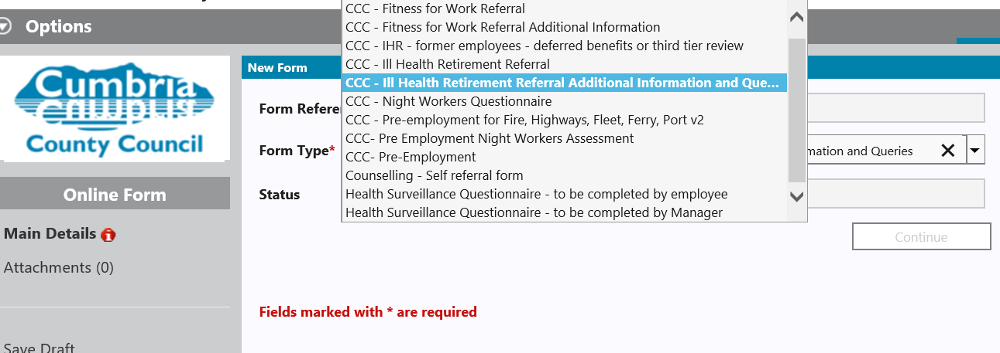 Options
Cumbria
County Council
Online Form
Main Details
Attachments (0)
Save Draft
New Form
Form Refere
Form Type*
Status
CCC - Fitness for Work Referral
CCC - Fitness for Work Referral Additional Information
CCC - IHR - former employees - deferred benefits or third tier review
CCC - Ill Health Retirement Referral
CCC - Ill Health Retirement Referral Additional Information and Que...
CCC - Night Workers Questionnaire
CCC - Pre-employment for Fire, Highways, Fleet, Ferry, Port v2
CCC- Pre Employment Night Workers Assessment
CCC- Pre-Employment
Counselling - Self referral form
Health Surveillance Questionnaire - to be completed by employee
Health Surveillance Questionnaire - to be completed by Manager
mation and Queries
Continue
Fields marked with * are required